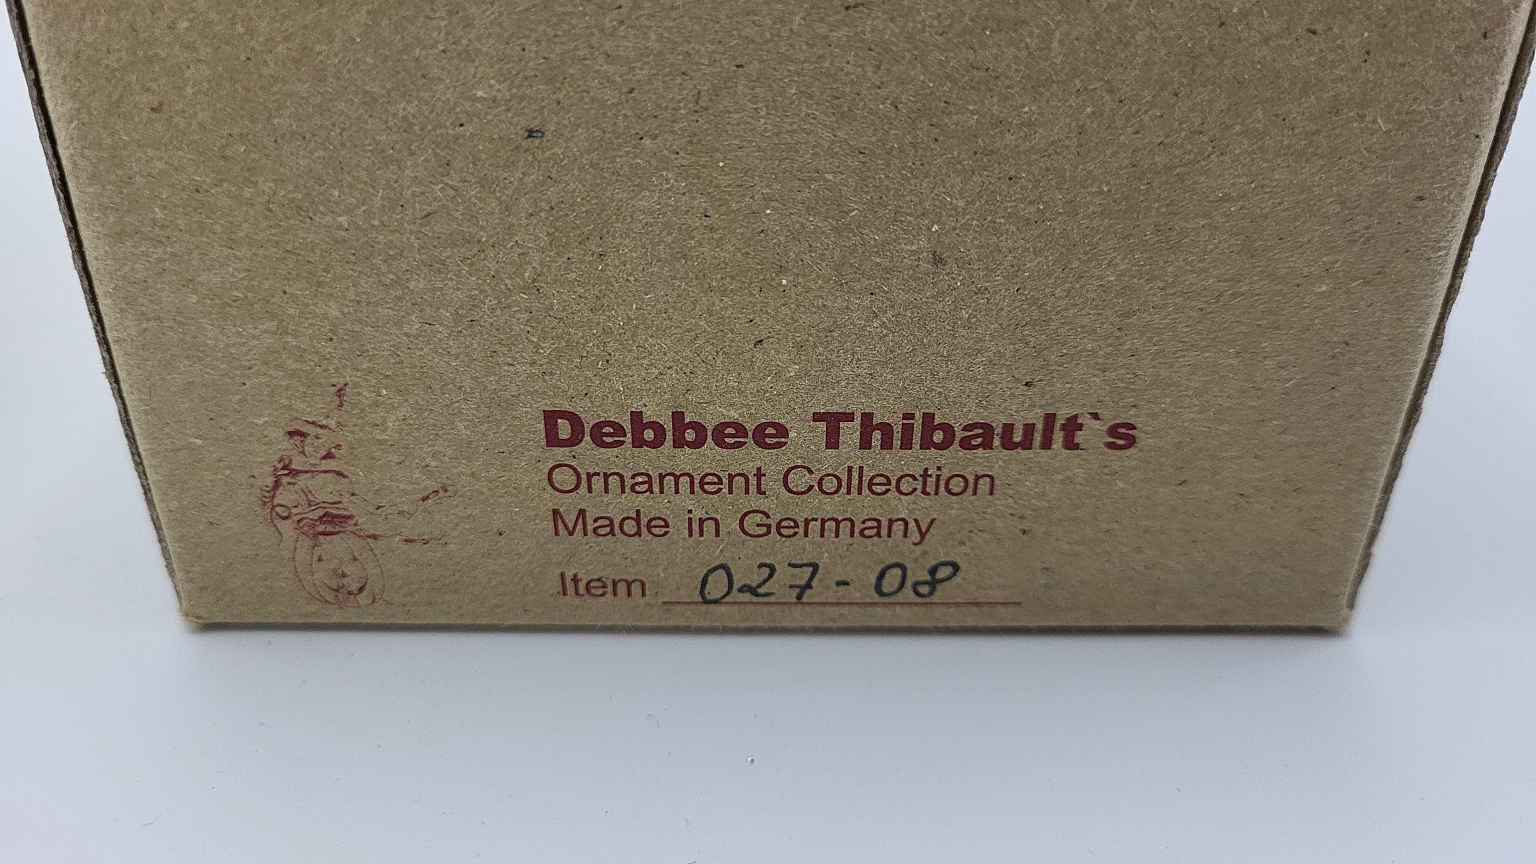 Debbee Thibault`s
Ornament Collection
Made in Germany
Item 027-08